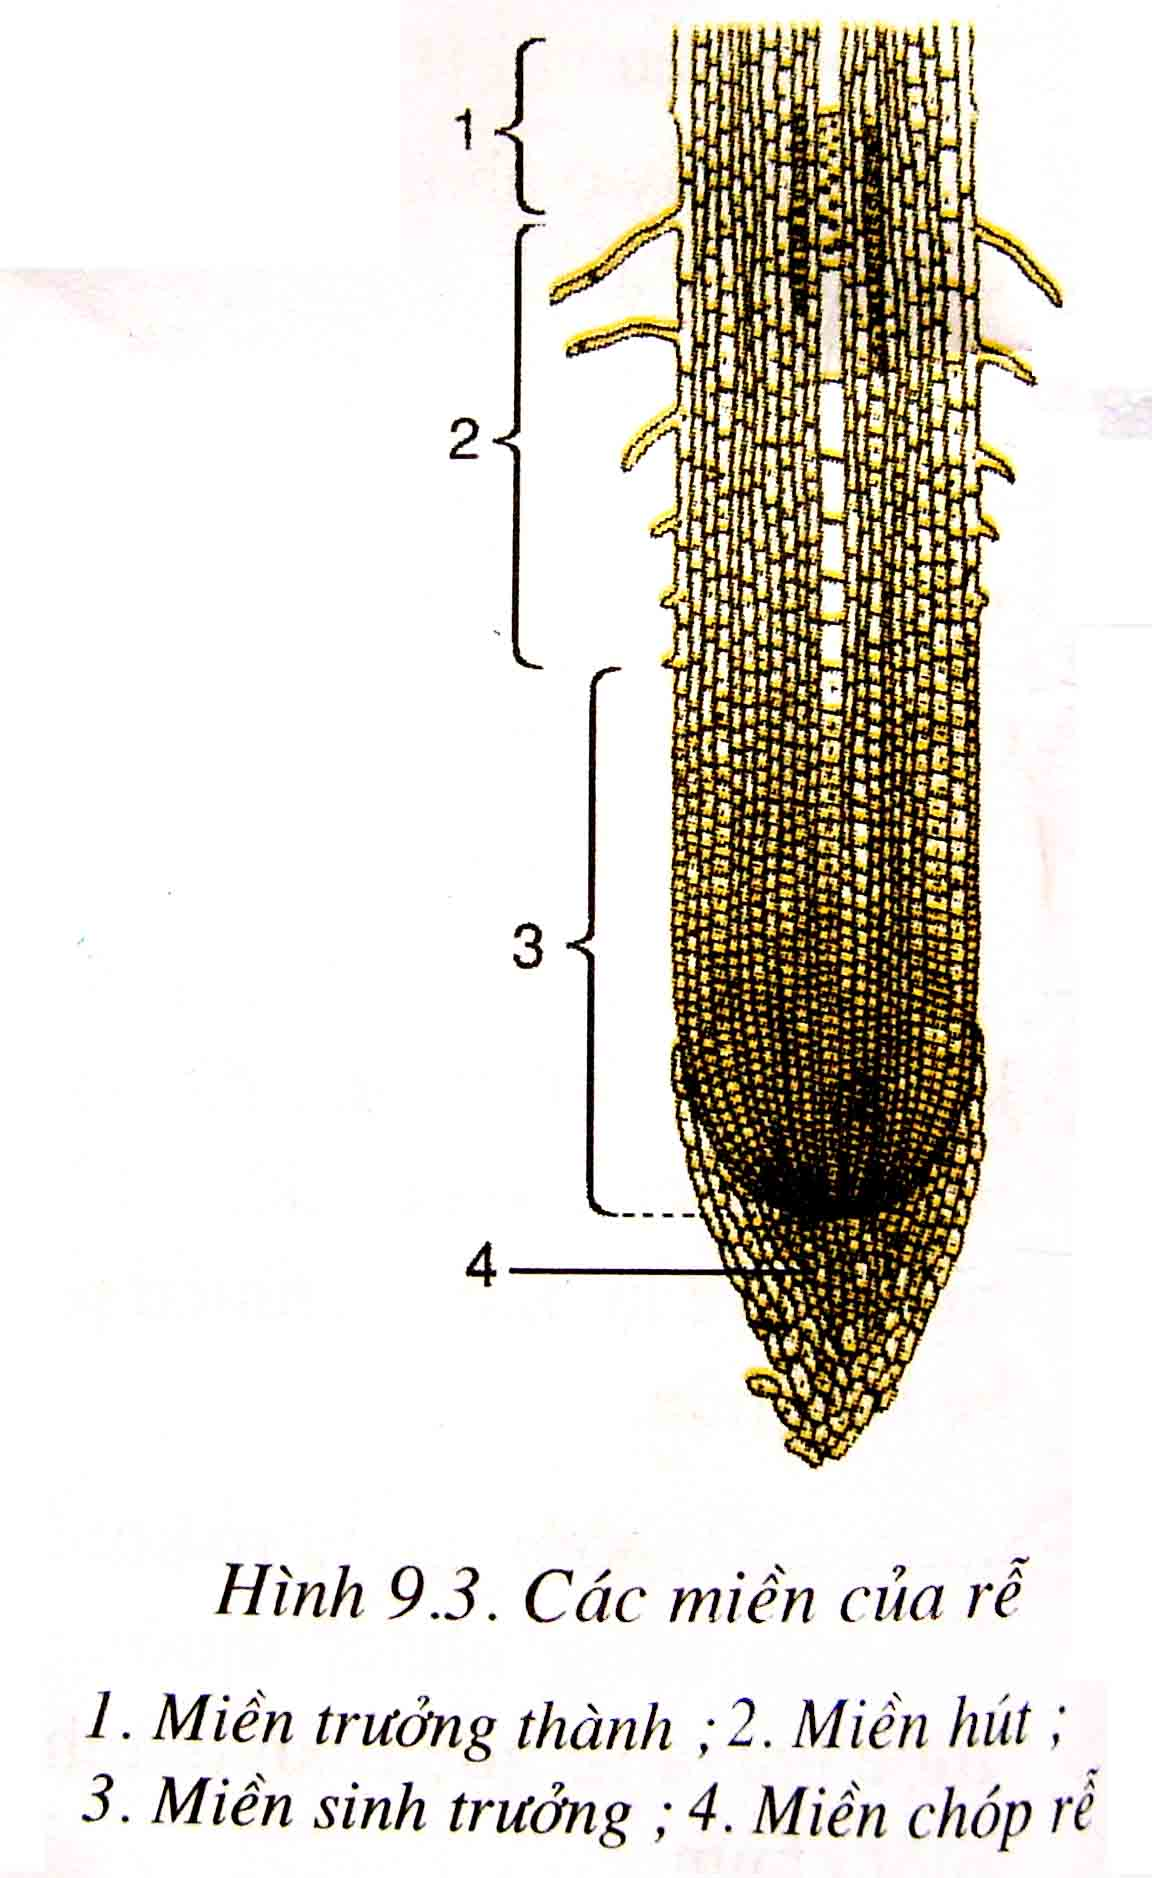 1
2
3
4
Hình 9.3. Các miền của rễ
1. Miền trưởng thành ; 2. Miền hút ;
3. Miền sinh trưởng ; 4. Miền chóp rễ